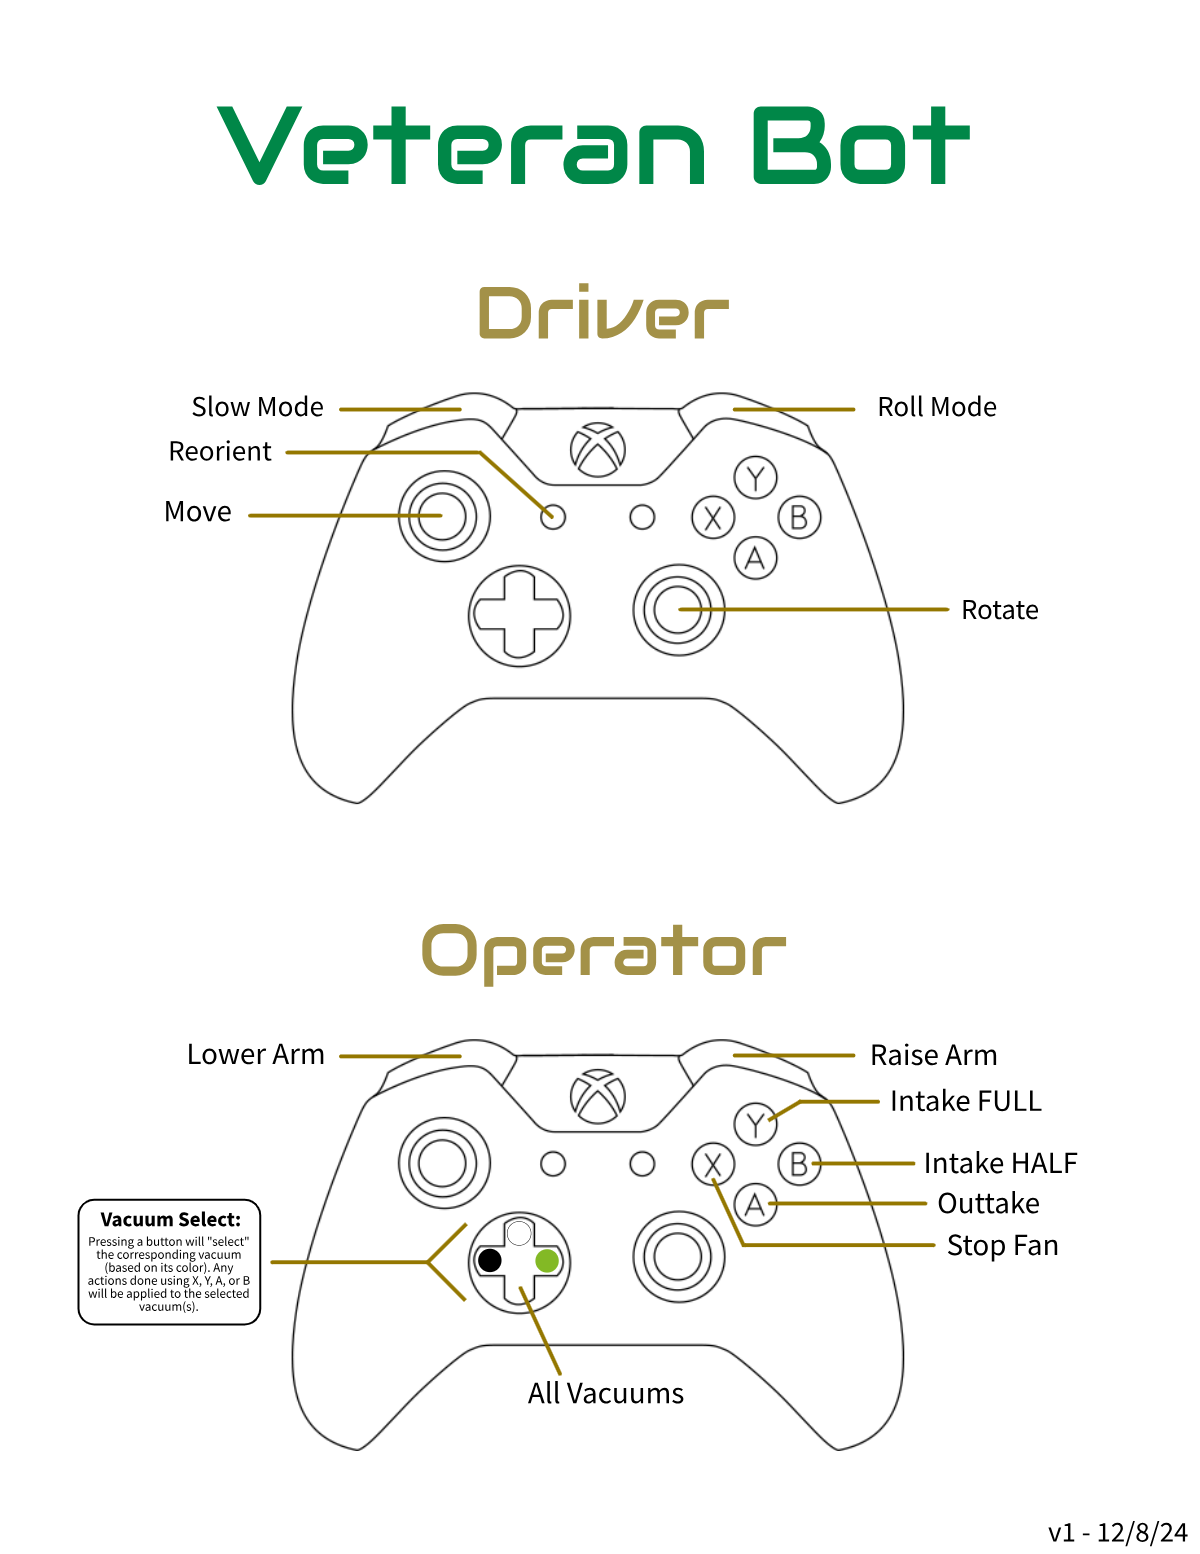 Veteran Bot
Driver
Slow Mode
Roll Mode
Reorient
Move
Y
X
B
A
Rotate
Operator
Lower Arm
Raise Arm
Intake FULL
Y
X
B
Intake HALF
A
Outtake
Stop Fan
Vacuum Select:
Pressing a button will "select"
the corresponding vacuum
(based on its color). Any
actions done using X, Y, A, or B
will be applied to the selected
vacuum(s).
All Vacuums
v1 - 12/8/24